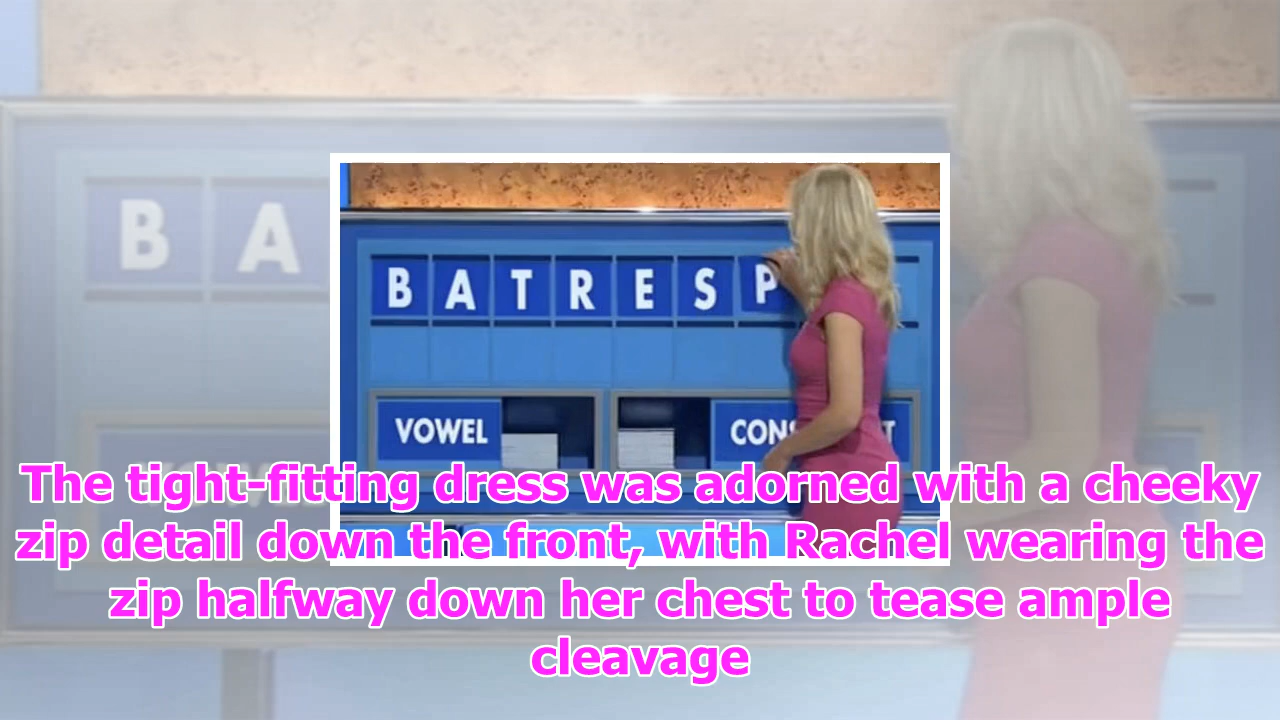 B A
B A T R E S P
VOWEL
CONS T
The tight-fitting dress was adorned with a cheeky
zip detail down the front, with Rachel wearing the
zip halfway down her chest to tease ample
cleavage